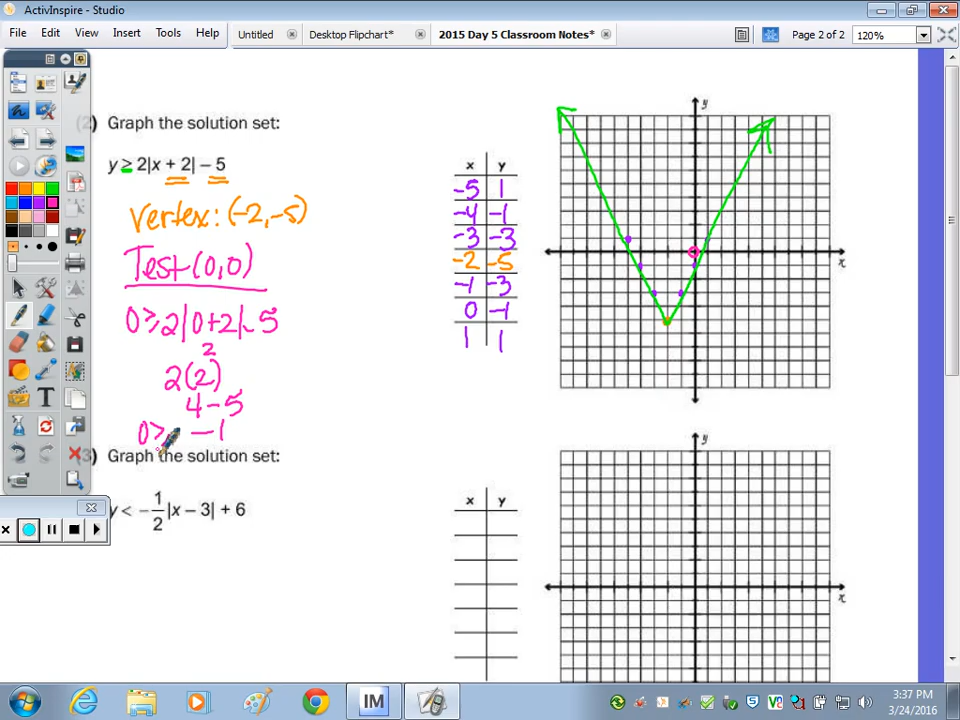 ActivInspire - Studio
File Edit View Insert Tools Help Untitled Desktop Flipchart* 2015 Day 5 Classroom Notes* Page 2 of 2 120%
(2) Graph the solution set:
y ≥ 2|x + 2| − 5
vertex: (-2, -5)
Test (0,0)
0 ≥ 2|0+2|-5
2
2(2)
4-5
0 ≥ -1
x y
-5 1
-4 -1
-3 -3
-2 -5
-1 -3
0 -1
1 1
y
x
(3) Graph the solution set:
y < −1/2|x − 3| + 6
x y
y
x
IM
3:37 PM
3/24/2016